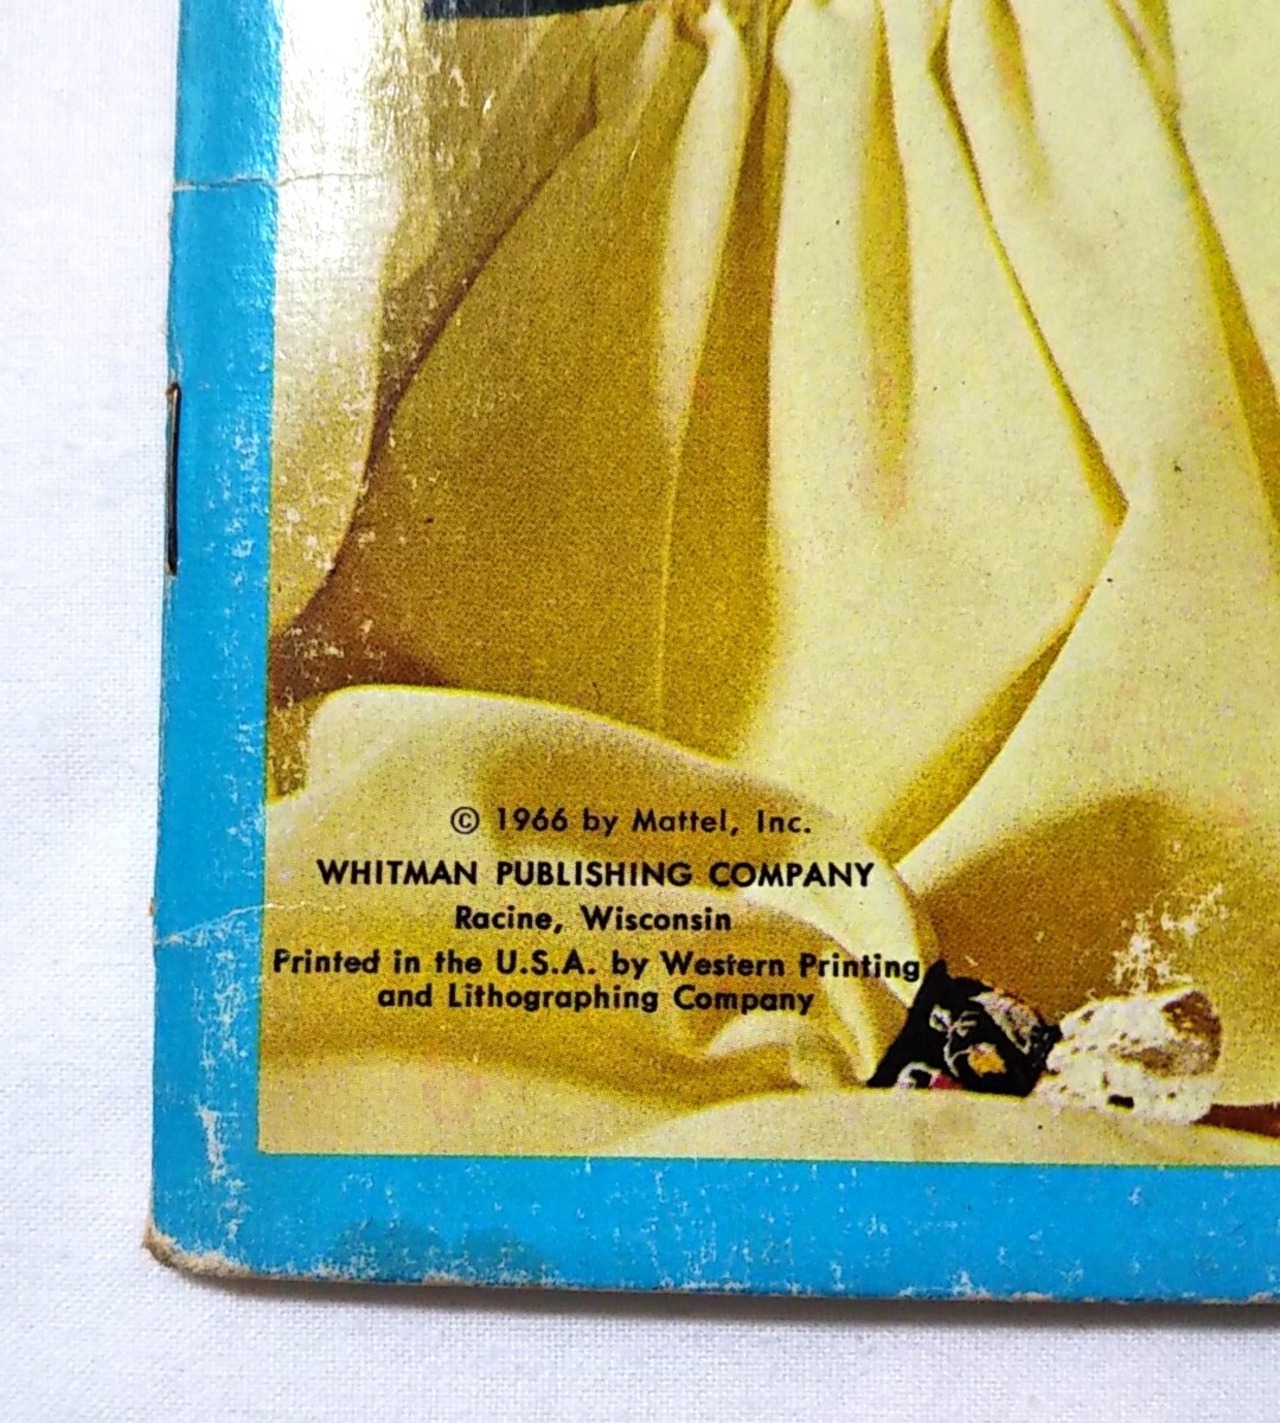 © 1966 by Mattel, Inc.
WHITMAN PUBLISHING COMPANY
Racine, Wisconsin
Printed in the U.S.A. by Western Printing
and Lithographing Company